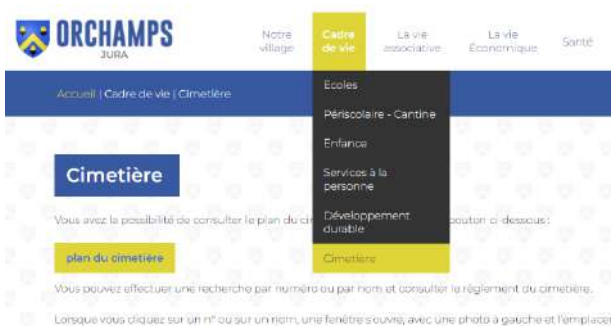 ORCHAMPS
JURA
Notre
village
Cadre
de vie
La vie
associative
La vie
Économique
Santé
Accueil | Cadre de vie | Cimetière
Ecoles
Périscolaire - Cantine
Enfance
Services à la
personne
Développement
durable
Cimetière
Cimetière
Vous avez la possibilité de consulter le plan du ci outon ci-dessous :
plan du cimetière
Vous pouvez effectuer une recherche par numéro ou par nom et consulter le règlement du cimetière.
Lorsque vous cliquez sur un n° ou sur un nom, une fenêtre s'ouvre, avec une photo à gauche et l'emplace